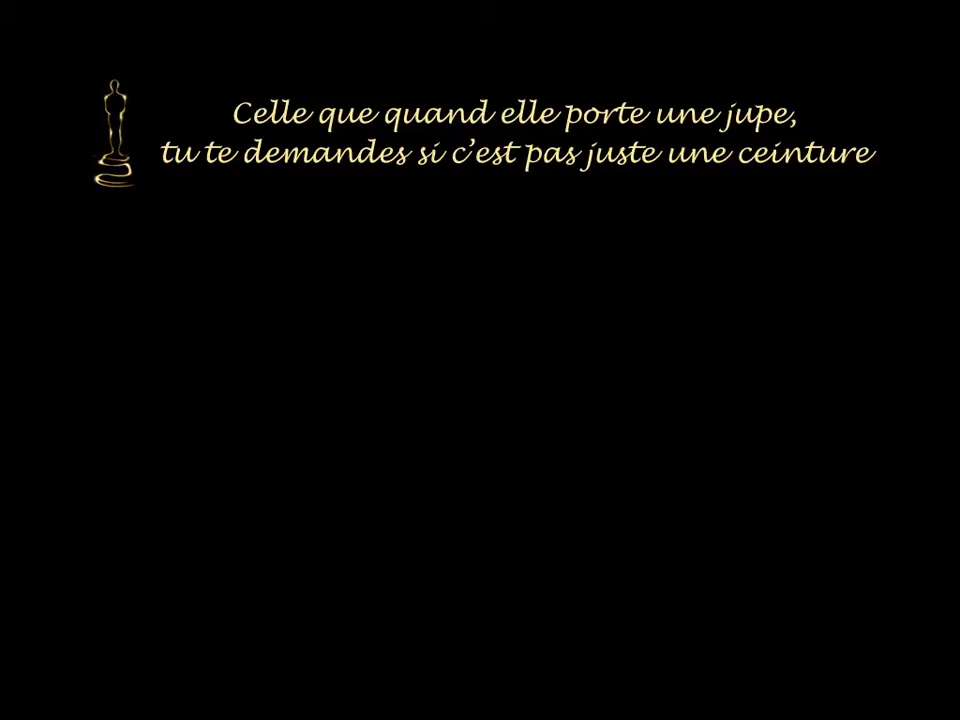 Celle que quand elle porte une jupe,
tu te demandes si c’est pas juste une ceinture